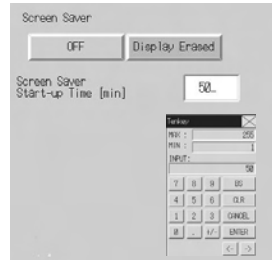 Screen Saver
OFF
Display Erased
Screen Saver
Start-up Time [min]
50_
Tenkey
MAX : 255
MIN : 1
INPUT:
50
7 8 9 BS
4 5 6 CLR
1 2 3 CANCEL
0 . +/- ENTER
<- ->